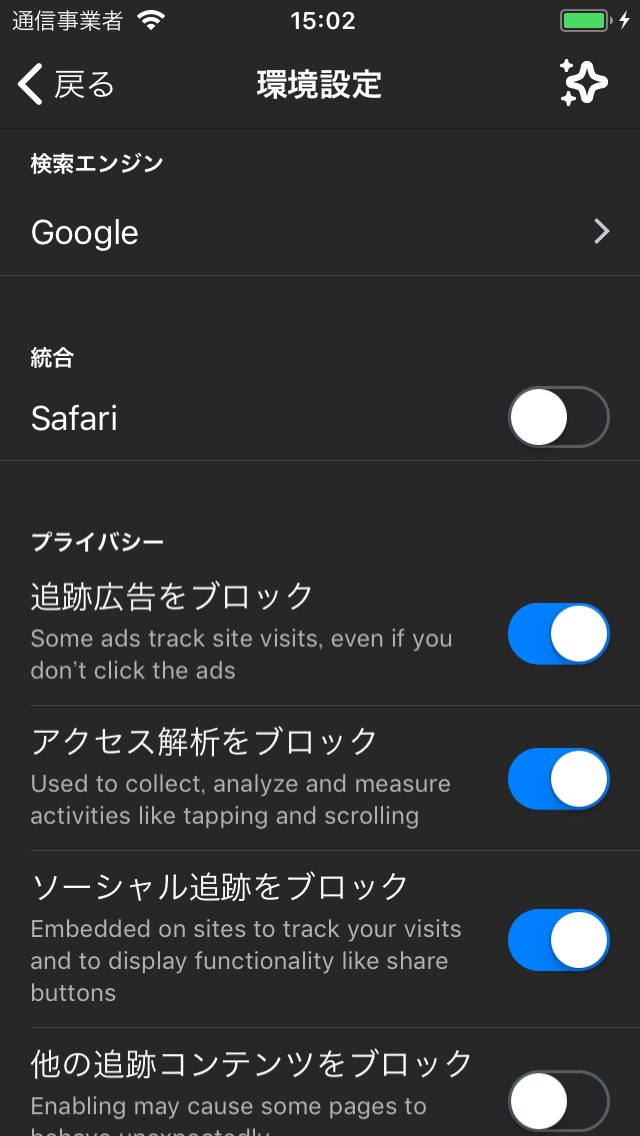 通信事業者 15:02
戻る 環境設定
検索エンジン
Google
統合
Safari
プライバシー
追跡広告をブロック
Some ads track site visits, even if you
don’t click the ads
アクセス解析をブロック
Used to collect, analyze and measure
activities like tapping and scrolling
ソーシャル追跡をブロック
Embedded on sites to track your visits
and to display functionality like share
buttons
他の追跡コンテンツをブロック
Enabling may cause some pages to
behave unexpectedly